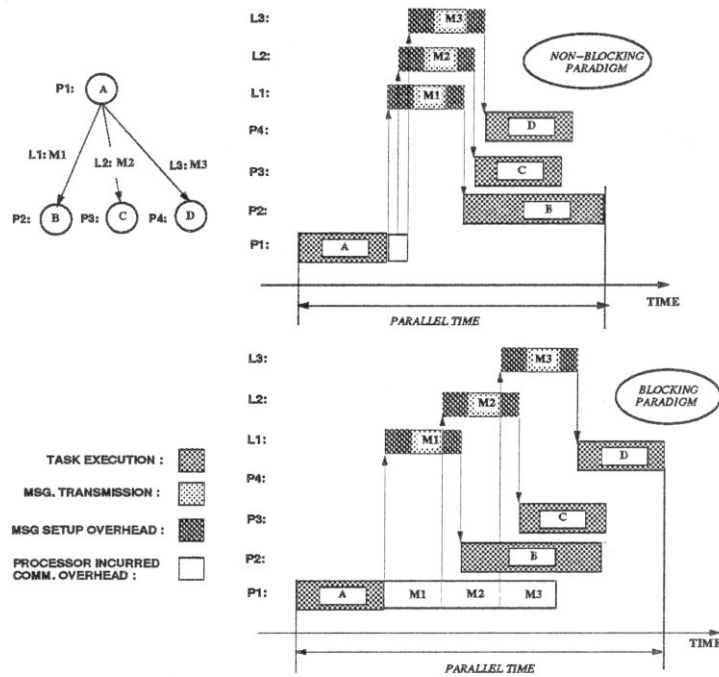 P1:
A
L1: M1
L2: M2
L3: M3
P2:
B
P3:
C
P4:
D
L3:
M3
L2:
M2
L1:
M1
P4:
D
P3:
C
P2:
B
P1:
A
NON-BLOCKING
PARADIGM
TIME
PARALLEL TIME
L3:
M3
L2:
M2
L1:
M1
P4:
D
P3:
C
P2:
B
P1:
A
M1
M2
M3
BLOCKING
PARADIGM
TIME
PARALLEL TIME
TASK EXECUTION :
MSG. TRANSMISSION :
MSG SETUP OVERHEAD :
PROCESSOR INCURRED
COMM. OVERHEAD :